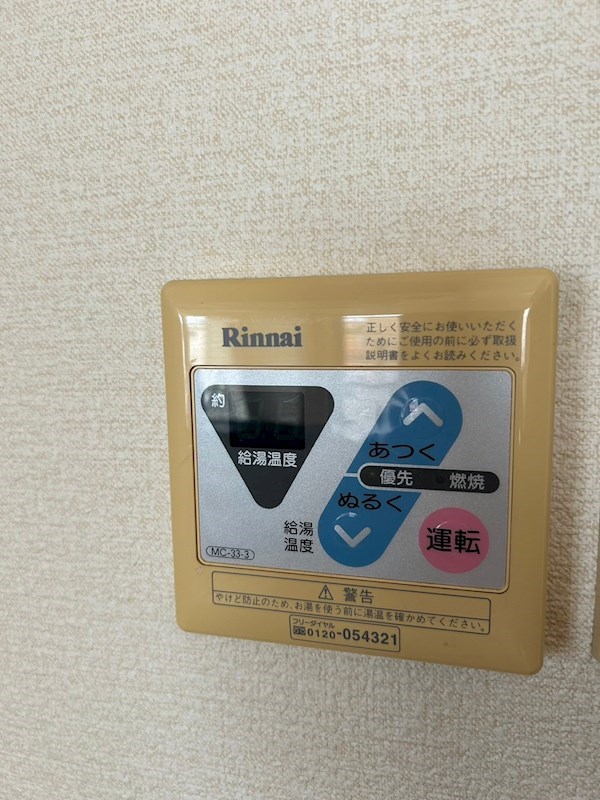 Rinnai
正しく安全にお使いいただく
ためにご使用の前に必ず取扱
説明書をよくお読みください。
約
給湯温度
あつく
優先 燃焼
ぬるく
給湯
温度
運転
MC-33-3
⚠ 警告
やけど防止のため、お湯を使う前に湯温を確かめてください。
フリーダイヤル
0120-054321